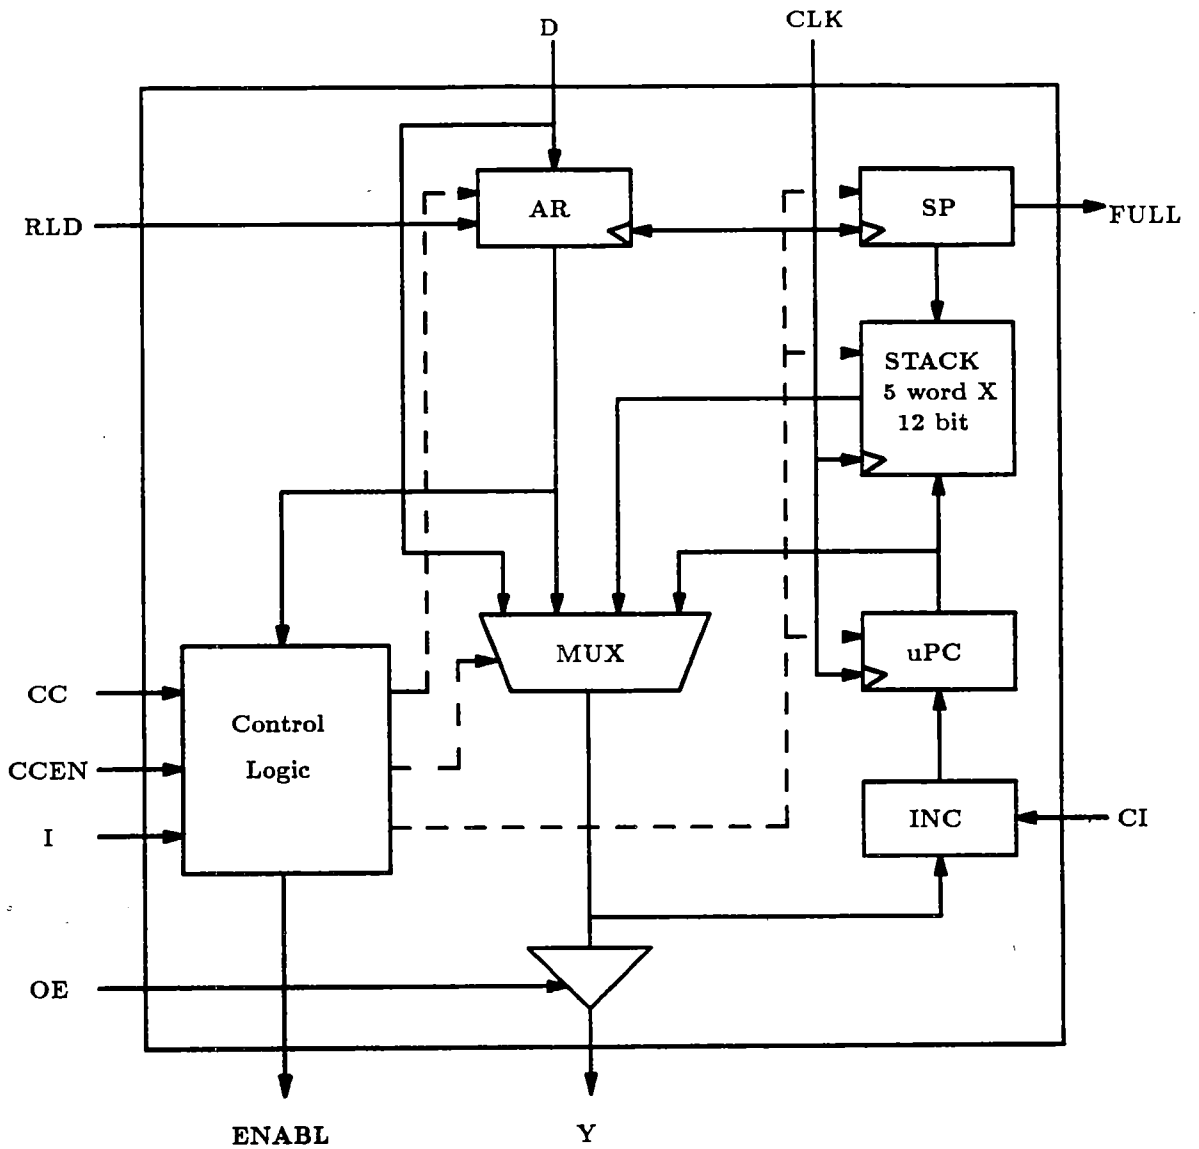 D
CLK
RLD
AR
SP
FULL
STACK
5 word X
12 bit
MUX
uPC
CC
Control
Logic
CCEN
I
INC
CI
OE
ENABL
Y